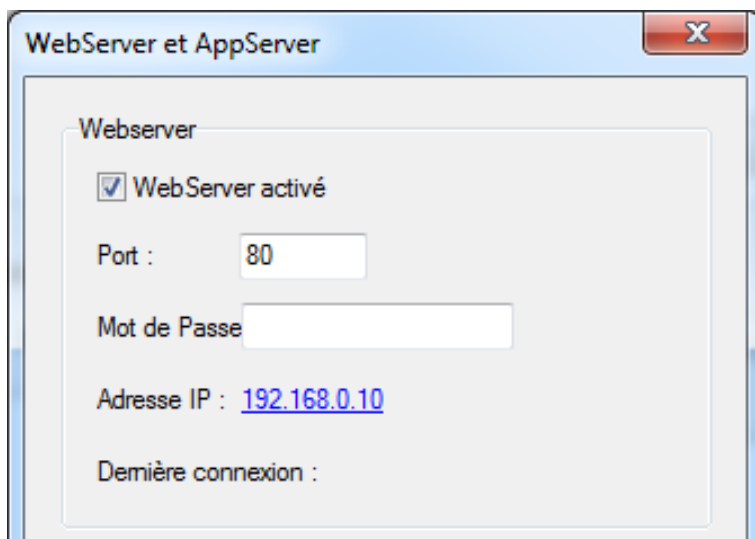 WebServer et AppServer
Webserver
WebServer activé
Port : 80
Mot de Passe
Adresse IP : 192.168.0.10
Dernière connexion :